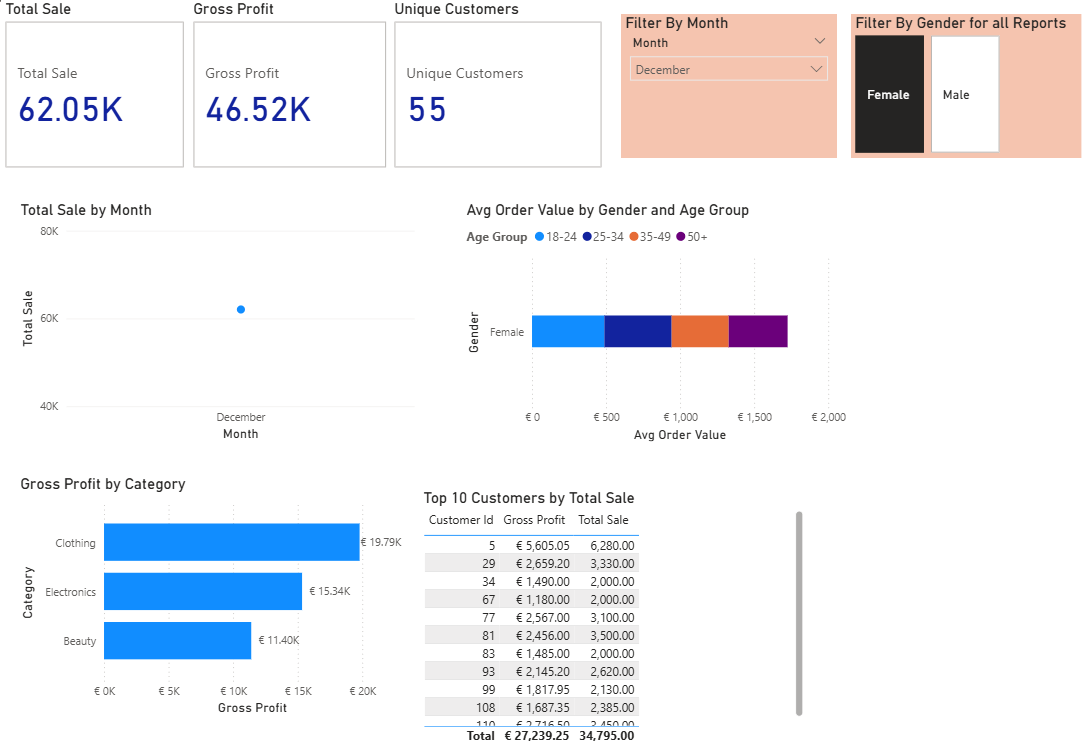 Total Sale
Gross Profit
Unique Customers
Total Sale
62.05K
Gross Profit
46.52K
Unique Customers
55
Filter By Month
Month
December
Filter By Gender for all Reports
Female
Male
Total Sale by Month
80K
60K
40K
Total Sale
December
Month
Avg Order Value by Gender and Age Group
Age Group 18-24 25-34 35-49 50+
Gender
Female
€ 0 € 500 € 1,000 € 1,500 € 2,000
Avg Order Value
Gross Profit by Category
Category
Clothing € 19.79K
Electronics € 15.34K
Beauty € 11.40K
€ 0K € 5K € 10K € 15K € 20K
Gross Profit
Top 10 Customers by Total Sale
Customer Id Gross Profit Total Sale
5 € 5,605.05 6,280.00
29 € 2,659.20 3,330.00
34 € 1,490.00 2,000.00
67 € 1,180.00 2,000.00
77 € 2,567.00 3,100.00
81 € 2,456.00 3,500.00
83 € 1,485.00 2,000.00
93 € 2,145.20 2,620.00
99 € 1,817.95 2,130.00
108 € 1,687.35 2,385.00
110 € 2,716.50 3,450.00
Total € 27,239.25 34,795.00